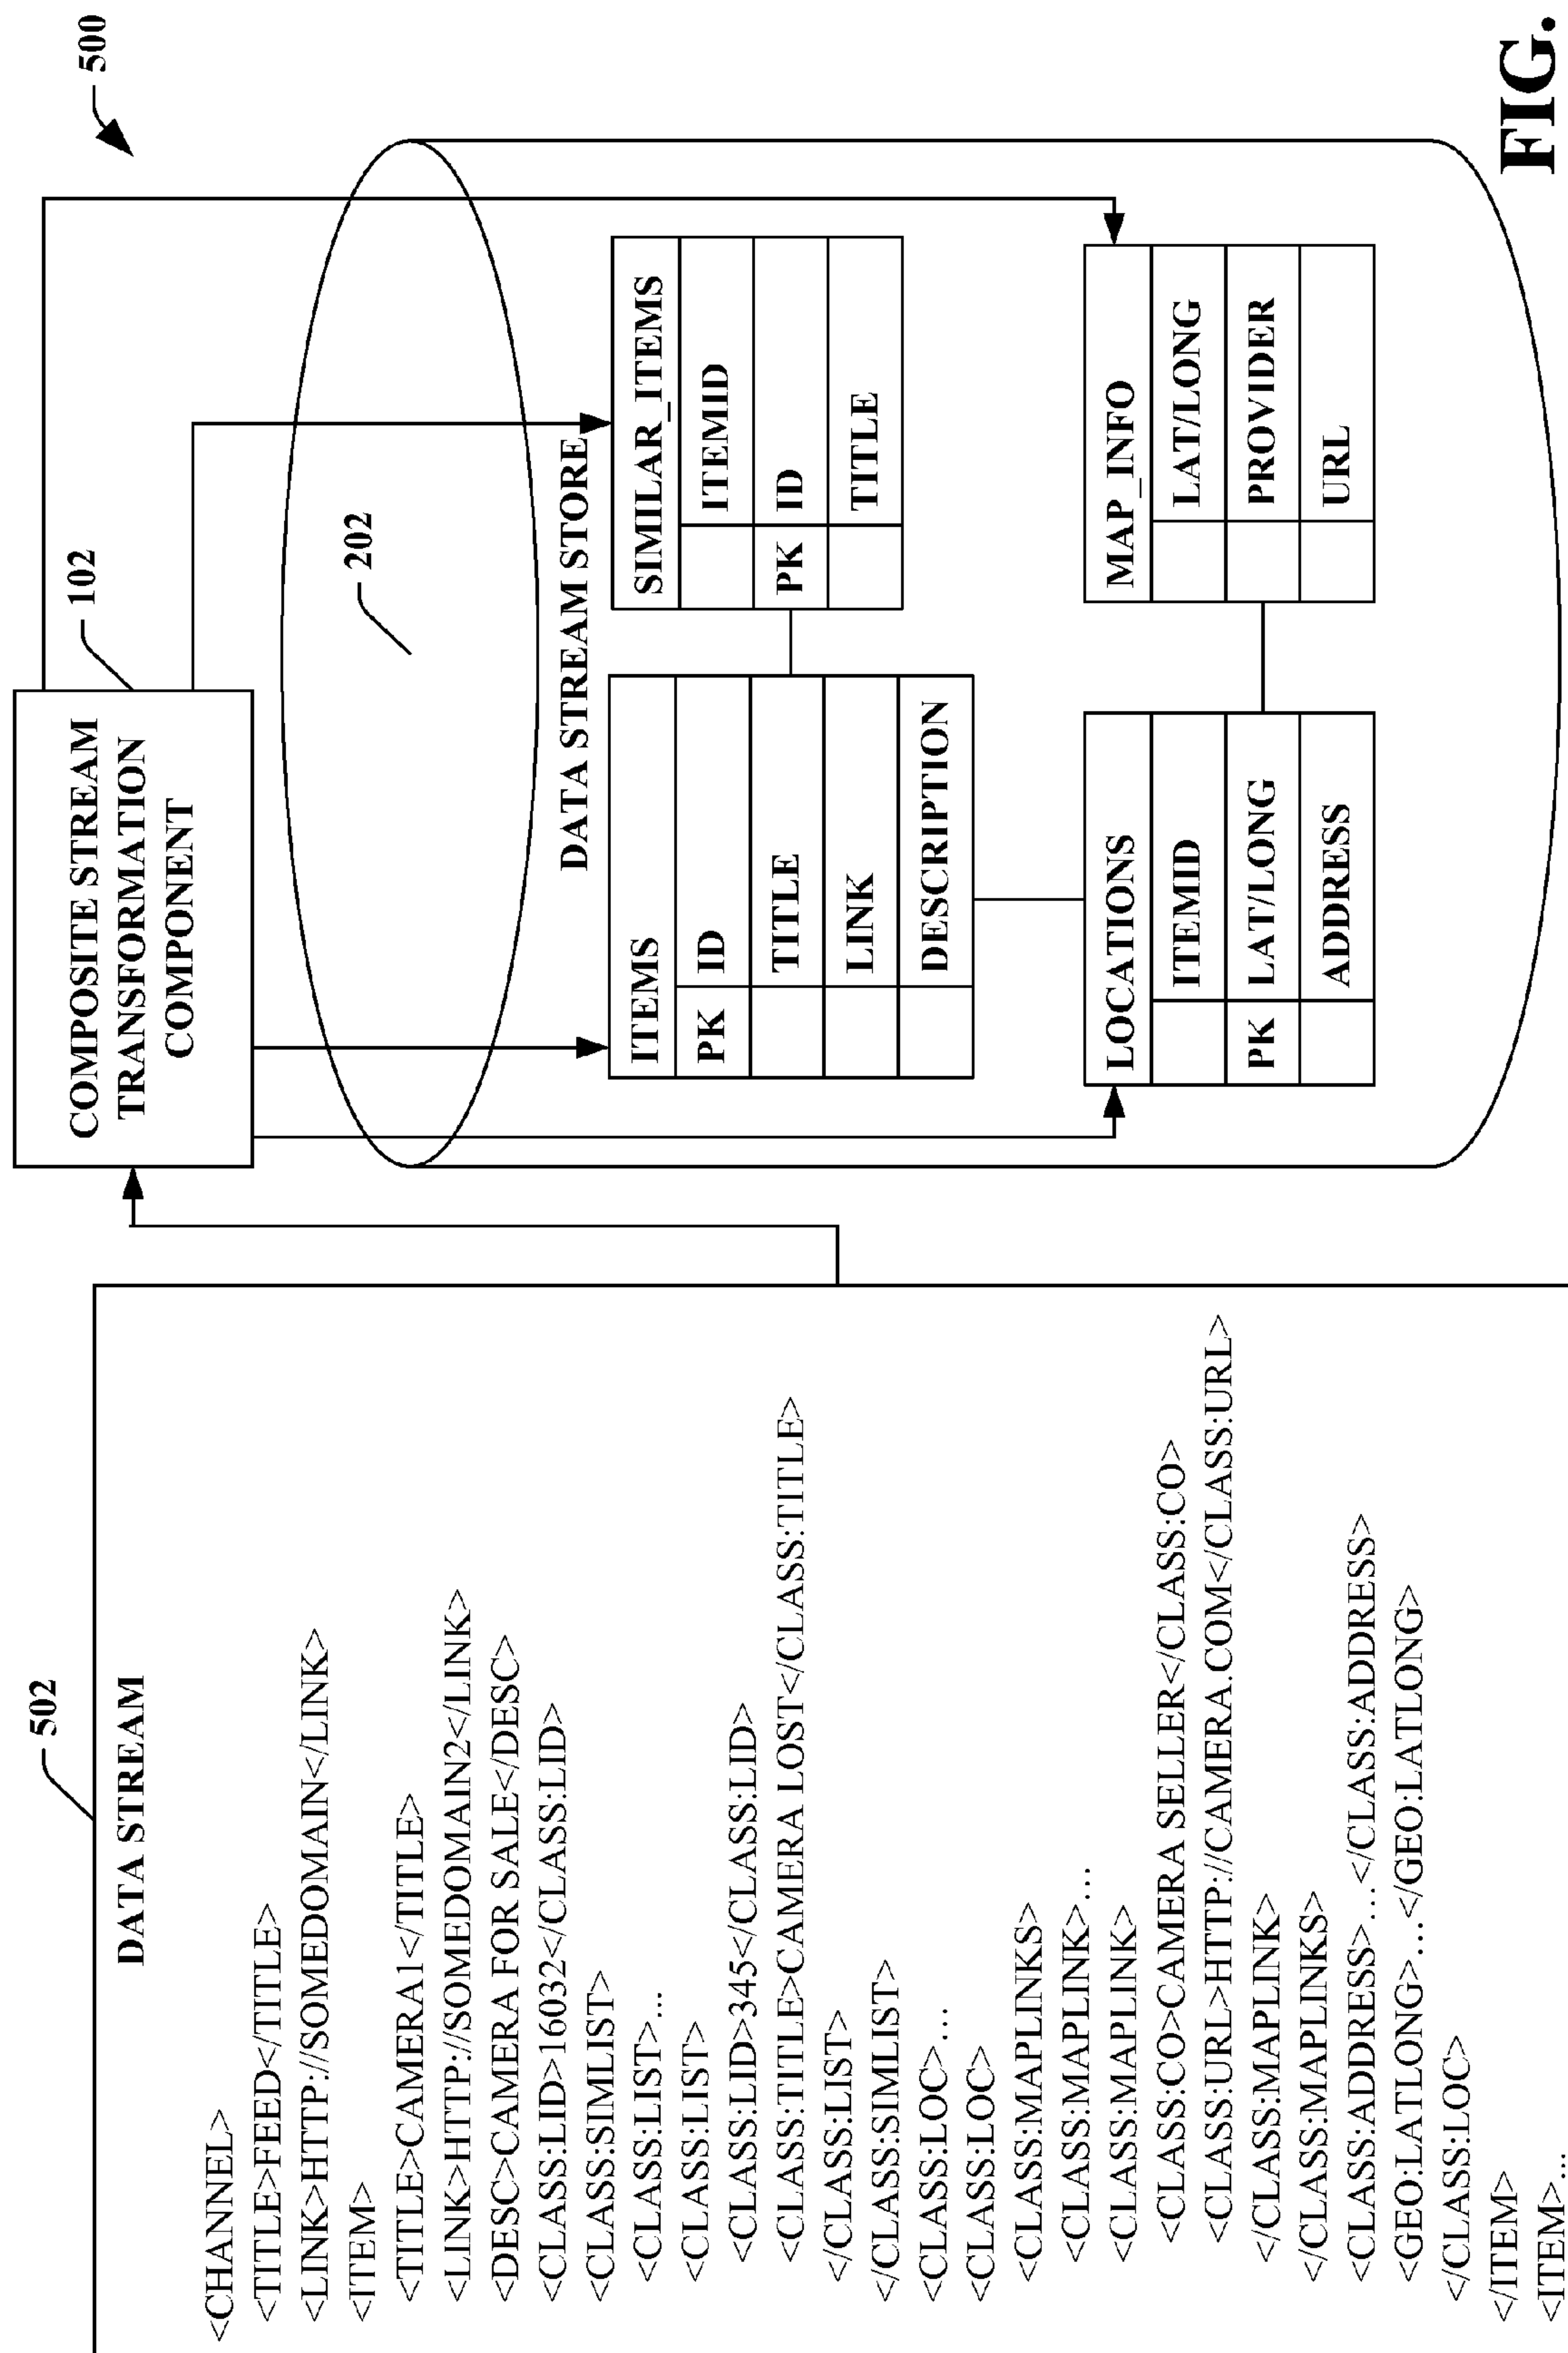 502
DATA STREAM
<CHANNEL>
<TITLE>FEED</TITLE>
<LINK>HTTP://SOMEDOMAIN</LINK>
<ITEM>
<TITLE>CAMERA1</TITLE>
<LINK>HTTP://SOMEDOMAIN2</LINK>
<DESC>CAMERA FOR SALE</DESC>
<CLASS:LID>16032</CLASS:LID>
<CLASS:SIMLIST>
<CLASS:LIST>...
<CLASS:LIST>
<CLASS:LID>345</CLASS:LID>
<CLASS:TITLE>CAMERA LOST</CLASS:TITLE>
</CLASS:LIST>
</CLASS:SIMLIST>
<CLASS:LOC>...
<CLASS:LOC>
<CLASS:MAPLINKS>
<CLASS:MAPLINK>...
<CLASS:MAPLINK>
<CLASS:CO>CAMERA SELLER</CLASS:CO>
<CLASS:URL>HTTP://CAMERA.COM</CLASS:URL>
</CLASS:MAPLINK>
</CLASS:MAPLINKS>
<CLASS:ADDRESS>...</CLASS:ADDRESS>
<GEO:LATLONG>...</GEO:LATLONG>
</CLASS:LOC>
</ITEM>
<ITEM>...
500
102
COMPOSITE STREAM
TRANSFORMATION
COMPONENT
202
DATA STREAM STORE
ITEMS
PK ID
TITLE
LINK
DESCRIPTION
SIMILAR_ITEMS
ITEMID
PK ID
TITLE
LOCATIONS
ITEMID
PK LAT/LONG
ADDRESS
MAP_INFO
LAT/LONG
PROVIDER
URL
FIG.